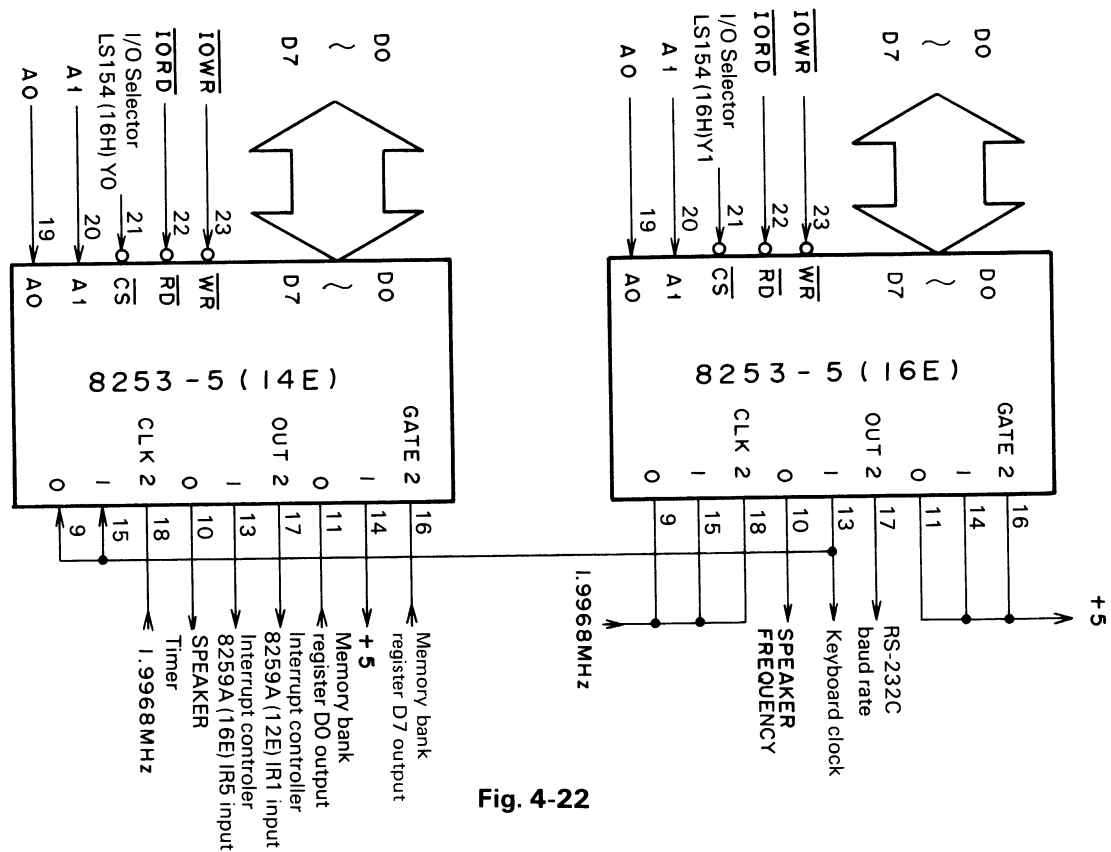 A0
A1
I/O Selector
LS154 (16H) Y0
IORD
IOWR
D7 ~ D0
19
20
21
22
23
A0
A1
CS
RD
WR
D7 ~ D0
8253-5 (14E)
0
1
CLK 2
0
1
OUT 2
0
1
GATE 2
9
15
18
10
13
17
11
14
16
1.9968MHz
Timer
SPEAKER
8259A (16E) IR5 input
Interrupt controler
8259A (12E) IR1 input
Interrupt controller
register D0 output
Memory bank
+5
register D7 output
Memory bank
A0
A1
I/O Selector
LS154 (16H) Y1
IORD
IOWR
D7 ~ D0
19
20
21
22
23
A0
A1
CS
RD
WR
D7 ~ D0
8253-5 (16E)
0
1
CLK 2
0
1
OUT 2
0
1
GATE 2
9
15
18
10
13
17
11
14
16
1.9968MHz
SPEAKER
FREQUENCY
Keyboard clock
RS-232C
baud rate
+5
Fig. 4-22